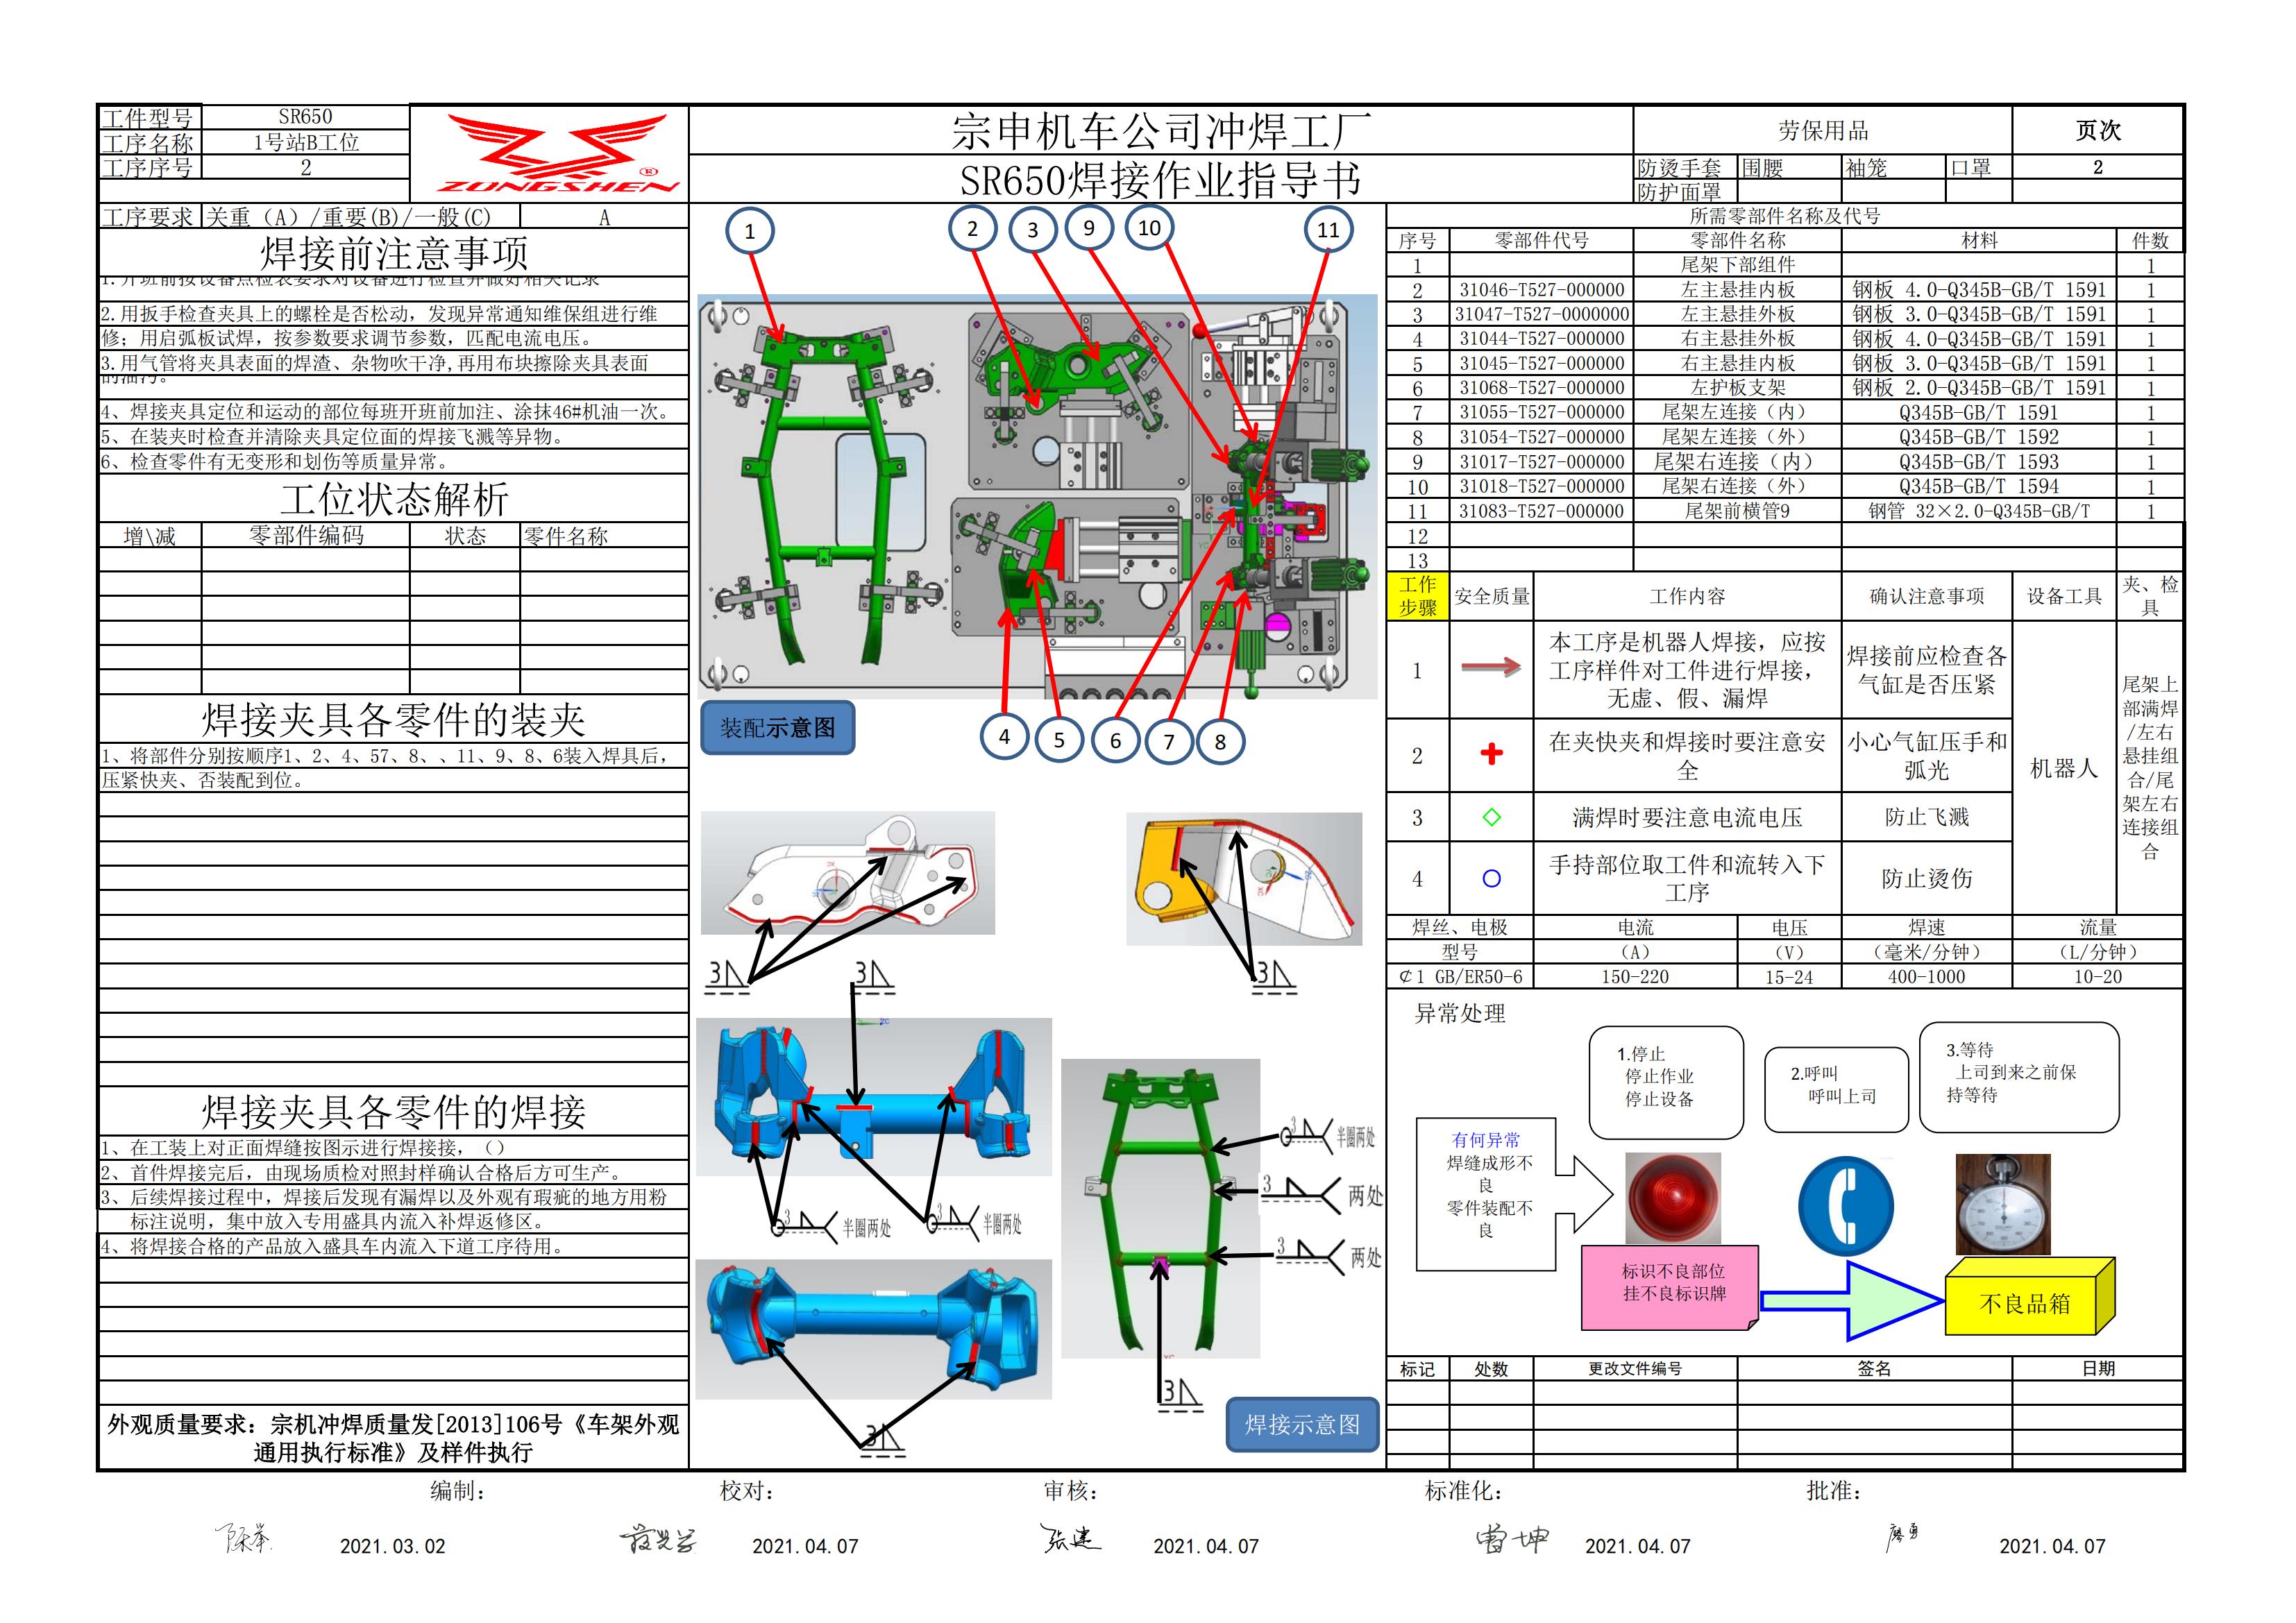 工件型号 SR650
工序名称 1号站B工位
工序序号 2
ZONGSHEN ®
宗申机车公司冲焊工厂
SR650焊接作业指导书
劳保用品 页次
防烫手套 围腰 袖笼 口罩 2
防护面罩
工序要求 关重（A）/重要(B)/一般(C) A
焊接前注意事项
1.开班前按设备点检表要求对设备进行检查并做好相关记录
2.用扳手检查夹具上的螺栓是否松动，发现异常通知维保组进行维
修；用启弧板试焊，按参数要求调节参数，匹配电流电压。
3.用气管将夹具表面的焊渣、杂物吹干净,再用布块擦除夹具表面
的油污。
4、焊接夹具定位和运动的部位每班开班前加注、涂抹46#机油一次。
5、在装夹时检查并清除夹具定位面的焊接飞溅等异物。
6、检查零件有无变形和划伤等质量异常。
工位状态解析
增\减 零部件编码 状态 零件名称
焊接夹具各零件的装夹
1、将部件分别按顺序1、2、4、57、8、、11、9、8、6装入焊具后，
压紧快夹、否装配到位。
焊接夹具各零件的焊接
1、在工装上对正面焊缝按图示进行焊接接，（）
2、首件焊接完后，由现场质检对照封样确认合格后方可生产。
3、后续焊接过程中，焊接后发现有漏焊以及外观有瑕疵的地方用粉
标注说明，集中放入专用盛具内流入补焊返修区。
4、将焊接合格的产品放入盛具车内流入下道工序待用。
外观质量要求：宗机冲焊质量发[2013]106号《车架外观
通用执行标准》及样件执行
1 2 3 9 10 11
4 5 6 7 8
装配示意图
3 3 3
3 半圈两处
3 半圈两处
3 半圈两处
3 两处
3 两处
3
3
焊接示意图
所需零部件名称及代号
序号 零部件代号 零部件名称 材料 件数
1 尾架下部组件 1
2 31046-T527-000000 左主悬挂内板 钢板 4.0-Q345B-GB/T 1591 1
3 31047-T527-0000000 左主悬挂外板 钢板 3.0-Q345B-GB/T 1591 1
4 31044-T527-000000 右主悬挂外板 钢板 4.0-Q345B-GB/T 1591 1
5 31045-T527-000000 右主悬挂内板 钢板 3.0-Q345B-GB/T 1591 1
6 31068-T527-000000 左护板支架 钢板 2.0-Q345B-GB/T 1591 1
7 31055-T527-000000 尾架左连接（内） Q345B-GB/T 1591 1
8 31054-T527-000000 尾架左连接（外） Q345B-GB/T 1592 1
9 31017-T527-000000 尾架右连接（内） Q345B-GB/T 1593 1
10 31018-T527-000000 尾架右连接（外） Q345B-GB/T 1594 1
11 31083-T527-000000 尾架前横管9 钢管 32×2.0-Q345B-GB/T 1
12
13
工作步骤 安全质量 工作内容 确认注意事项 设备工具 夹、检具
1 本工序是机器人焊接，应按
工序样件对工件进行焊接，
无虚、假、漏焊
焊接前应检查各
气缸是否压紧
2 在夹快夹和焊接时要注意安
全
小心气缸压手和
弧光
3 满焊时要注意电流电压 防止飞溅
4 手持部位取工件和流转入下
工序
防止烫伤
机器人
尾架上
部满焊
/左右
悬挂组
合/尾
架左右
连接组
合
焊丝、电极 电流 电压 焊速 流量
型号 （A） （V） （毫米/分钟） （L/分钟）
¢1 GB/ER50-6 150-220 15-24 400-1000 10-20
异常处理
1.停止
停止作业
停止设备
2.呼叫
呼叫上司
3.等待
上司到来之前保
持等待
有何异常
焊缝成形不
良
零件装配不
良
标识不良部位
挂不良标识牌
不良品箱
标记 处数 更改文件编号 签名 日期
编制： 校对： 审核： 标准化： 批准：
2021.03.02 2021.04.07 张建 2021.04.07 雷坤 2021.04.07 廖勇 2021.04.07